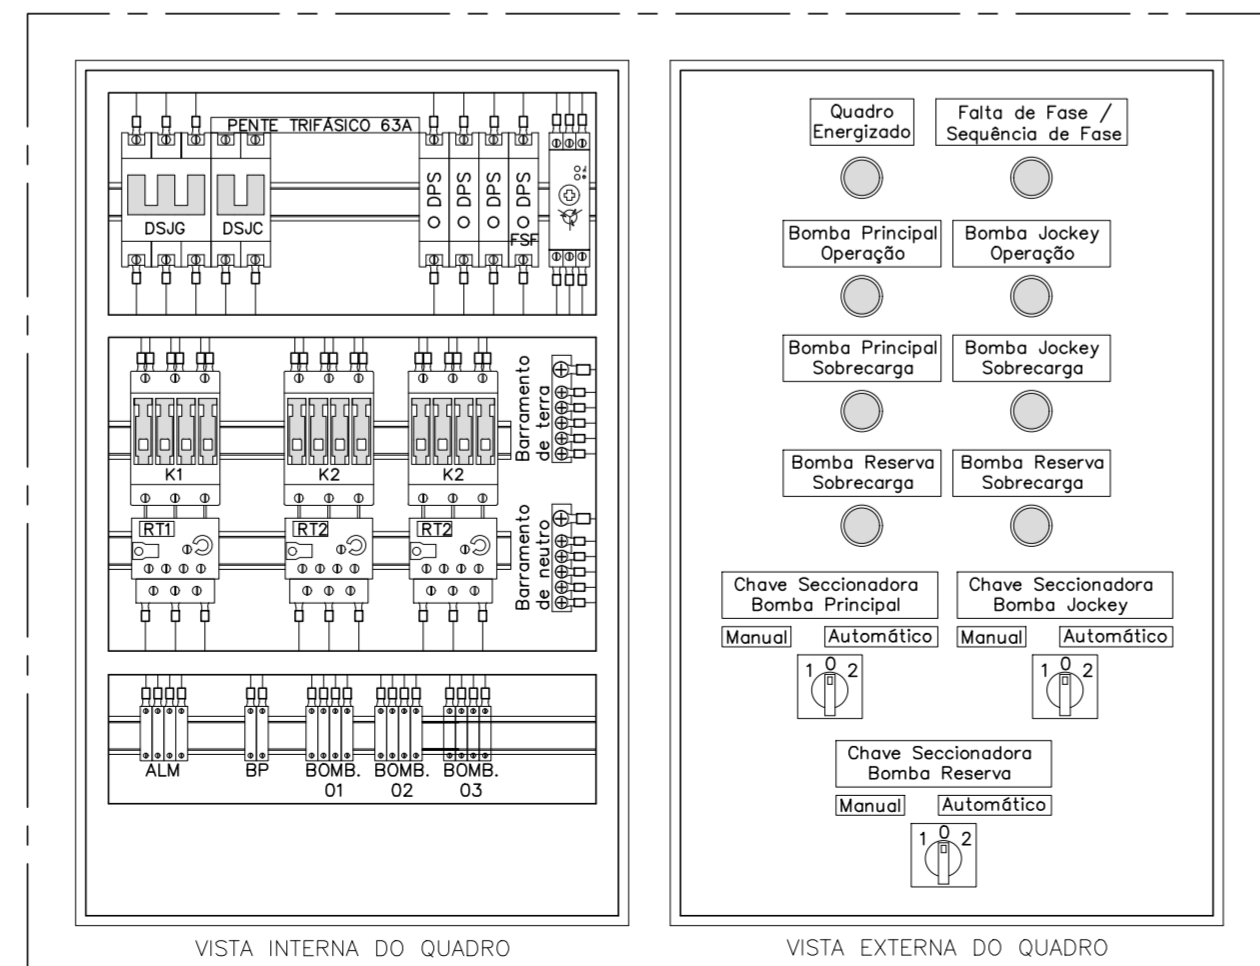 PENTE TRIFÁSICO 63A
DSJG
DSJC
DPS
DPS
DPS
DPS
FSF
K1
K2
K2
RT1
RT2
RT2
Barramento
de terra
Barramento
de neutro
ALM
BP
BOMB.
01
BOMB.
02
BOMB.
03
VISTA INTERNA DO QUADRO
Quadro
Energizado
Falta de Fase /
Sequência de Fase
Bomba Principal
Operação
Bomba Jockey
Operação
Bomba Principal
Sobrecarga
Bomba Jockey
Sobrecarga
Bomba Reserva
Sobrecarga
Bomba Reserva
Sobrecarga
Chave Seccionadora
Bomba Principal
Manual
Automático
1 0 2
Chave Seccionadora
Bomba Jockey
Manual
Automático
1 0 2
Chave Seccionadora
Bomba Reserva
Manual
Automático
1 0 2
VISTA EXTERNA DO QUADRO